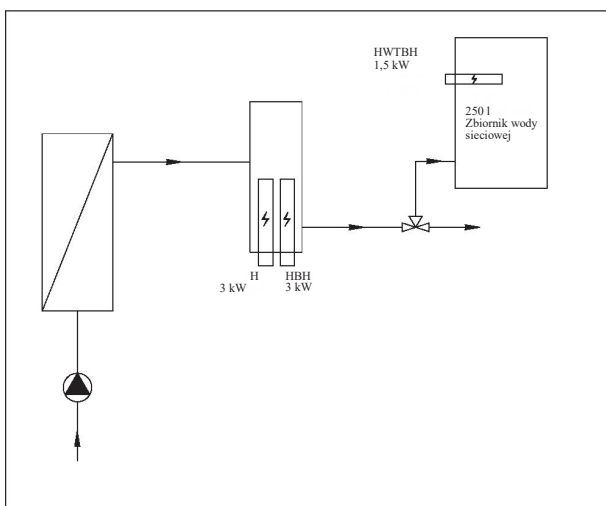 HWTBH
1,5 kW
250 l
Zbiornik wody
sieciowej
H HBH
3 kW 3 kW